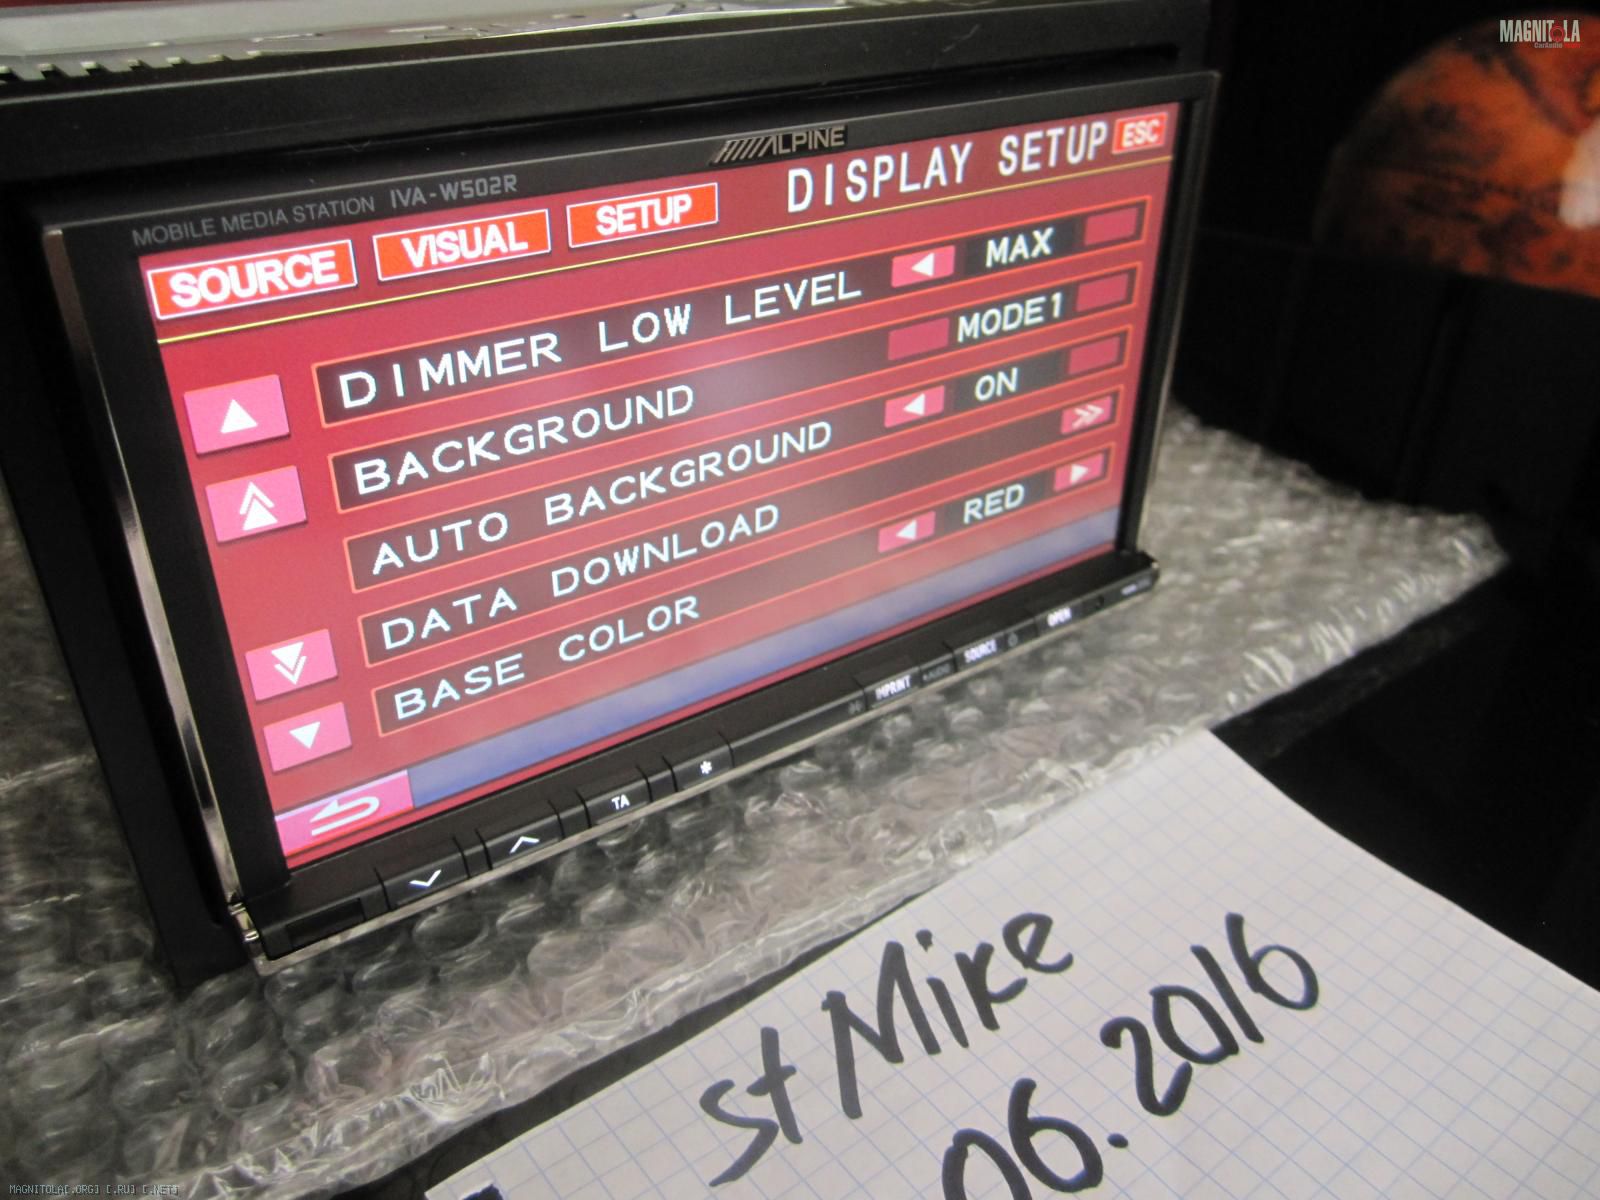 MAGNITOLA
CarAudio
ALPINE
MOBILE MEDIA STATION IVA-W502R
DISPLAY SETUP ESC
SOURCE VISUAL SETUP
DIMMER LOW LEVEL MAX
BACKGROUND MODE1
AUTO BACKGROUND ON
DATA DOWNLOAD
BASE COLOR RED
TA * IMPRINT SOURCE OPEN
st Mike
06.2016
MAGNITOLA[.ORG] [.RU] [.NET]